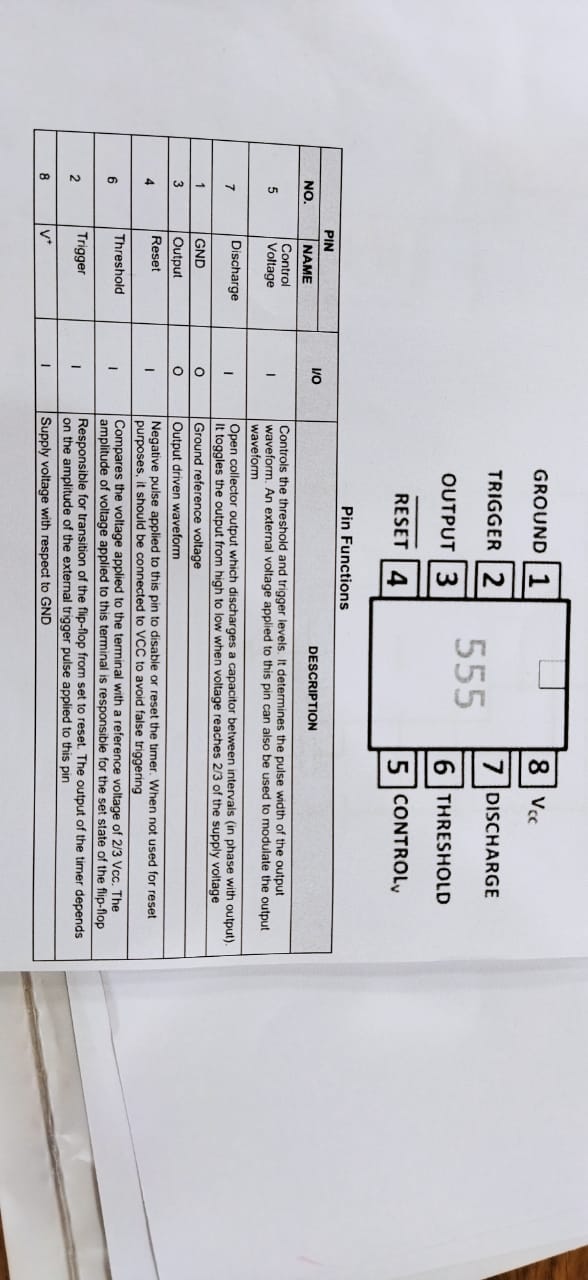 GROUND 1 8 Vcc
TRIGGER 2 7 DISCHARGE
555
OUTPUT 3 6 THRESHOLD
RESET 4 5 CONTROLV
Pin Functions
PIN I/O DESCRIPTION
NO. NAME
5 Control Voltage I Controls the threshold and trigger levels. It determines the pulse width of the output
waveform. An external voltage applied to this pin can also be used to modulate the output
waveform
7 Discharge I Open collector output which discharges a capacitor between intervals (in phase with output).
It toggles the output from high to low when voltage reaches 2/3 of the supply voltage
1 GND O Ground reference voltage
3 Output O Output driven waveform
4 Reset I Negative pulse applied to this pin to disable or reset the timer. When not used for reset
purposes, it should be connected to VCC to avoid false triggering
6 Threshold I Compares the voltage applied to the terminal with a reference voltage of 2/3 Vcc. The
amplitude of voltage applied to this terminal is responsible for the set state of the flip-flop
2 Trigger I Responsible for transition of the flip-flop from set to reset. The output of the timer depends
on the amplitude of the external trigger pulse applied to this pin
8 V+ I Supply voltage with respect to GND